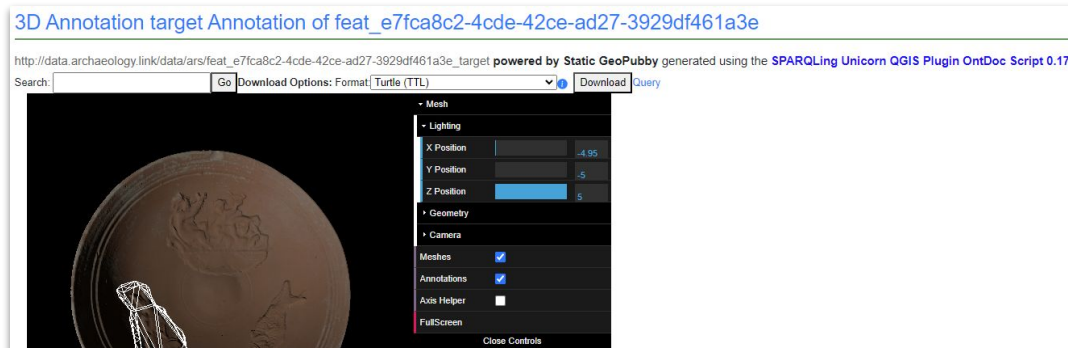 3D Annotation target Annotation of feat_e7fca8c2-4cde-42ce-ad27-3929df461a3e
http://data.archaeology.link/data/ars/feat_e7fca8c2-4cde-42ce-ad27-3929df461a3e_target powered by Static GeoPubby generated using the SPARQLing Unicorn QGIS Plugin OntDoc Script 0.17
Search: Go Download Options: Format: Turtle (TTL) Download Query
Mesh
Lighting
X Position -4.95
Y Position -5
Z Position 5
Geometry
Camera
Meshes
Annotations
Axis Helper
FullScreen
Close Controls